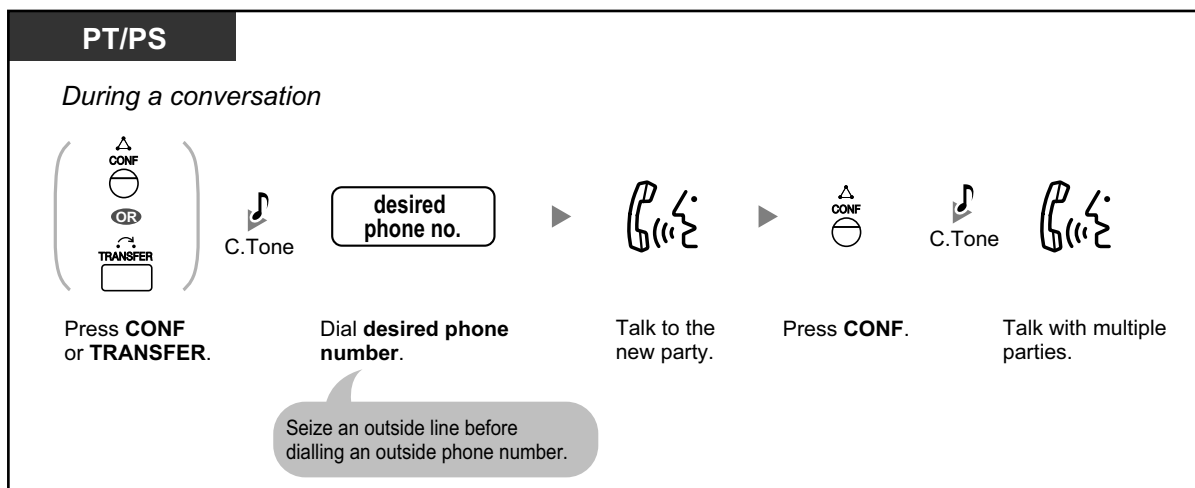 PT/PS
During a conversation
CONF
OR
TRANSFER
C.Tone
desired
phone no.
CONF
C.Tone
Press CONF
or TRANSFER.
Dial desired phone
number.
Talk to the
new party.
Press CONF.
Talk with multiple
parties.
Seize an outside line before
dialling an outside phone number.